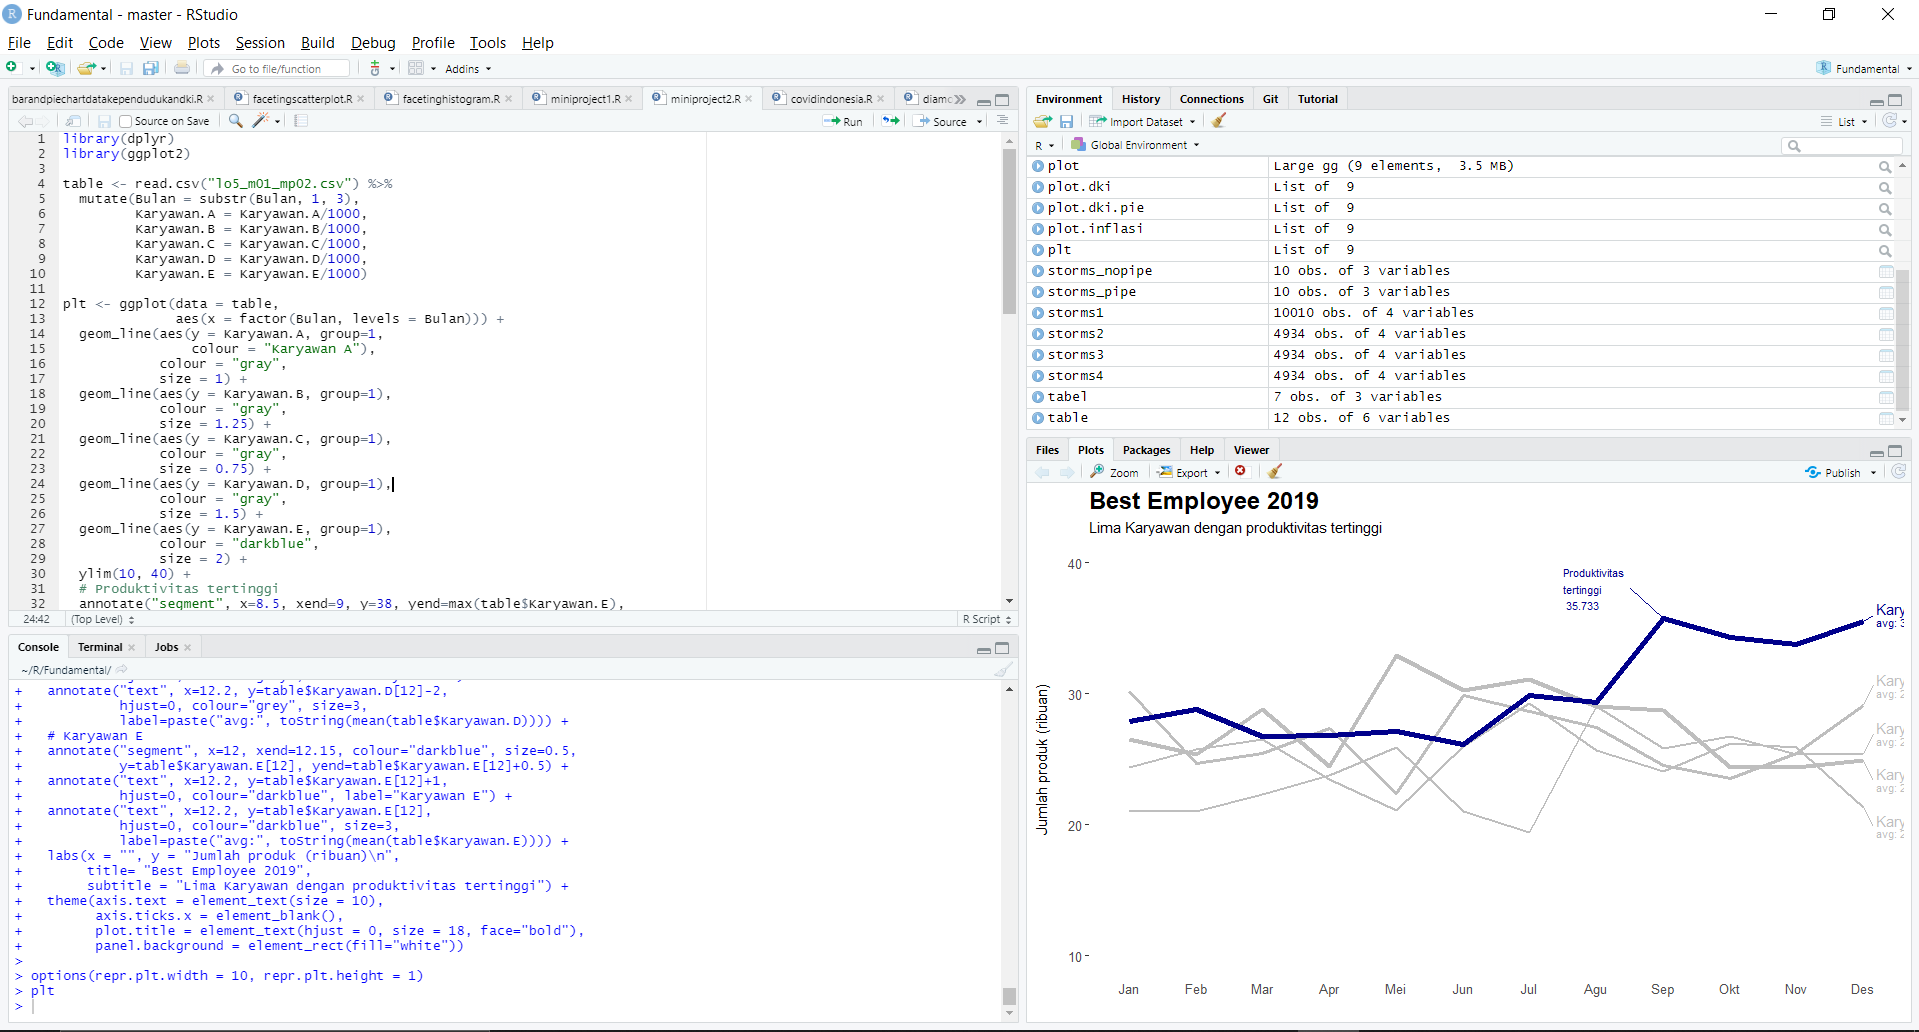 Fundamental - master - RStudio
File Edit Code View Plots Session Build Debug Profile Tools Help
Go to file/function
Addins
Fundamental
barandpiechartdatakependudukandki.R
facetingscatterplot.R
facetinghistogram.R
miniproject1.R
miniproject2.R
covidindonesia.R
diamo
Source on Save
Run
Source
1 library(dplyr)
2 library(ggplot2)
3
4 table <- read.csv("lo5_m01_mp02.csv") %>%
5 mutate(Bulan = substr(Bulan, 1, 3),
6 Karyawan.A = Karyawan.A/1000,
7 Karyawan.B = Karyawan.B/1000,
8 Karyawan.C = Karyawan.C/1000,
9 Karyawan.D = Karyawan.D/1000,
10 Karyawan.E = Karyawan.E/1000)
11
12 plt <- ggplot(data = table,
13 aes(x = factor(Bulan, levels = Bulan))) +
14 geom_line(aes(y = Karyawan.A, group=1,
15 colour = "Karyawan A"),
16 colour = "gray",
17 size = 1) +
18 geom_line(aes(y = Karyawan.B, group=1),
19 colour = "gray",
20 size = 1.25) +
21 geom_line(aes(y = Karyawan.C, group=1),
22 colour = "gray",
23 size = 0.75) +
24 geom_line(aes(y = Karyawan.D, group=1),
25 colour = "gray",
26 size = 1.5) +
27 geom_line(aes(y = Karyawan.E, group=1),
28 colour = "darkblue",
29 size = 2) +
30 ylim(10, 40) +
31 # Produktivitas tertinggi
32 annotate("segment", x=8.5, xend=9, y=38, yend=max(table$Karyawan.E),
24:42 (Top Level) R Script
Console Terminal Jobs
~/R/Fundamental/
+ annotate("text", x=12.2, y=table$Karyawan.D[12]-2,
+ hjust=0, colour="grey", size=3,
+ label=paste("avg:", toString(mean(table$Karyawan.D)))) +
+ # Karyawan E
+ annotate("segment", x=12, xend=12.15, colour="darkblue", size=0.5,
+ y=table$Karyawan.E[12], yend=table$Karyawan.E[12]+0.5) +
+ annotate("text", x=12.2, y=table$Karyawan.E[12]+1,
+ hjust=0, colour="darkblue", label="Karyawan E") +
+ annotate("text", x=12.2, y=table$Karyawan.E[12],
+ hjust=0, colour="darkblue", size=3,
+ label=paste("avg:", toString(mean(table$Karyawan.E)))) +
+ labs(x = "", y = "Jumlah produk (ribuan)\n",
+ title= "Best Employee 2019",
+ subtitle = "Lima Karyawan dengan produktivitas tertinggi") +
+ theme(axis.text = element_text(size = 10),
+ axis.ticks.x = element_blank(),
+ plot.title = element_text(hjust = 0, size = 18, face="bold"),
+ panel.background = element_rect(fill="white"))
>
> options(repr.plt.width = 10, repr.plt.height = 1)
> plt
>
Environment History Connections Git Tutorial
Import Dataset
List
R
Global Environment
plot Large gg (9 elements, 3.5 MB)
plot.dki List of 9
plot.dki.pie List of 9
plot.inflasi List of 9
plt List of 9
storms_nopipe 10 obs. of 3 variables
storms_pipe 10 obs. of 3 variables
storms1 10010 obs. of 4 variables
storms2 4934 obs. of 4 variables
storms3 4934 obs. of 4 variables
storms4 4934 obs. of 4 variables
tabel 7 obs. of 3 variables
table 12 obs. of 6 variables
Files Plots Packages Help Viewer
Zoom Export Publish
Best Employee 2019
Lima Karyawan dengan produktivitas tertinggi
Produktivitas
tertinggi
35.733
Jumlah produk (ribuan)
40
30
20
10
Kary
avg: 3
Kary
avg: 2
Kary
avg: 2
Kary
avg: 2
Kary
avg: 2
Jan Feb Mar Apr Mei Jun Jul Agu Sep Okt Nov Des